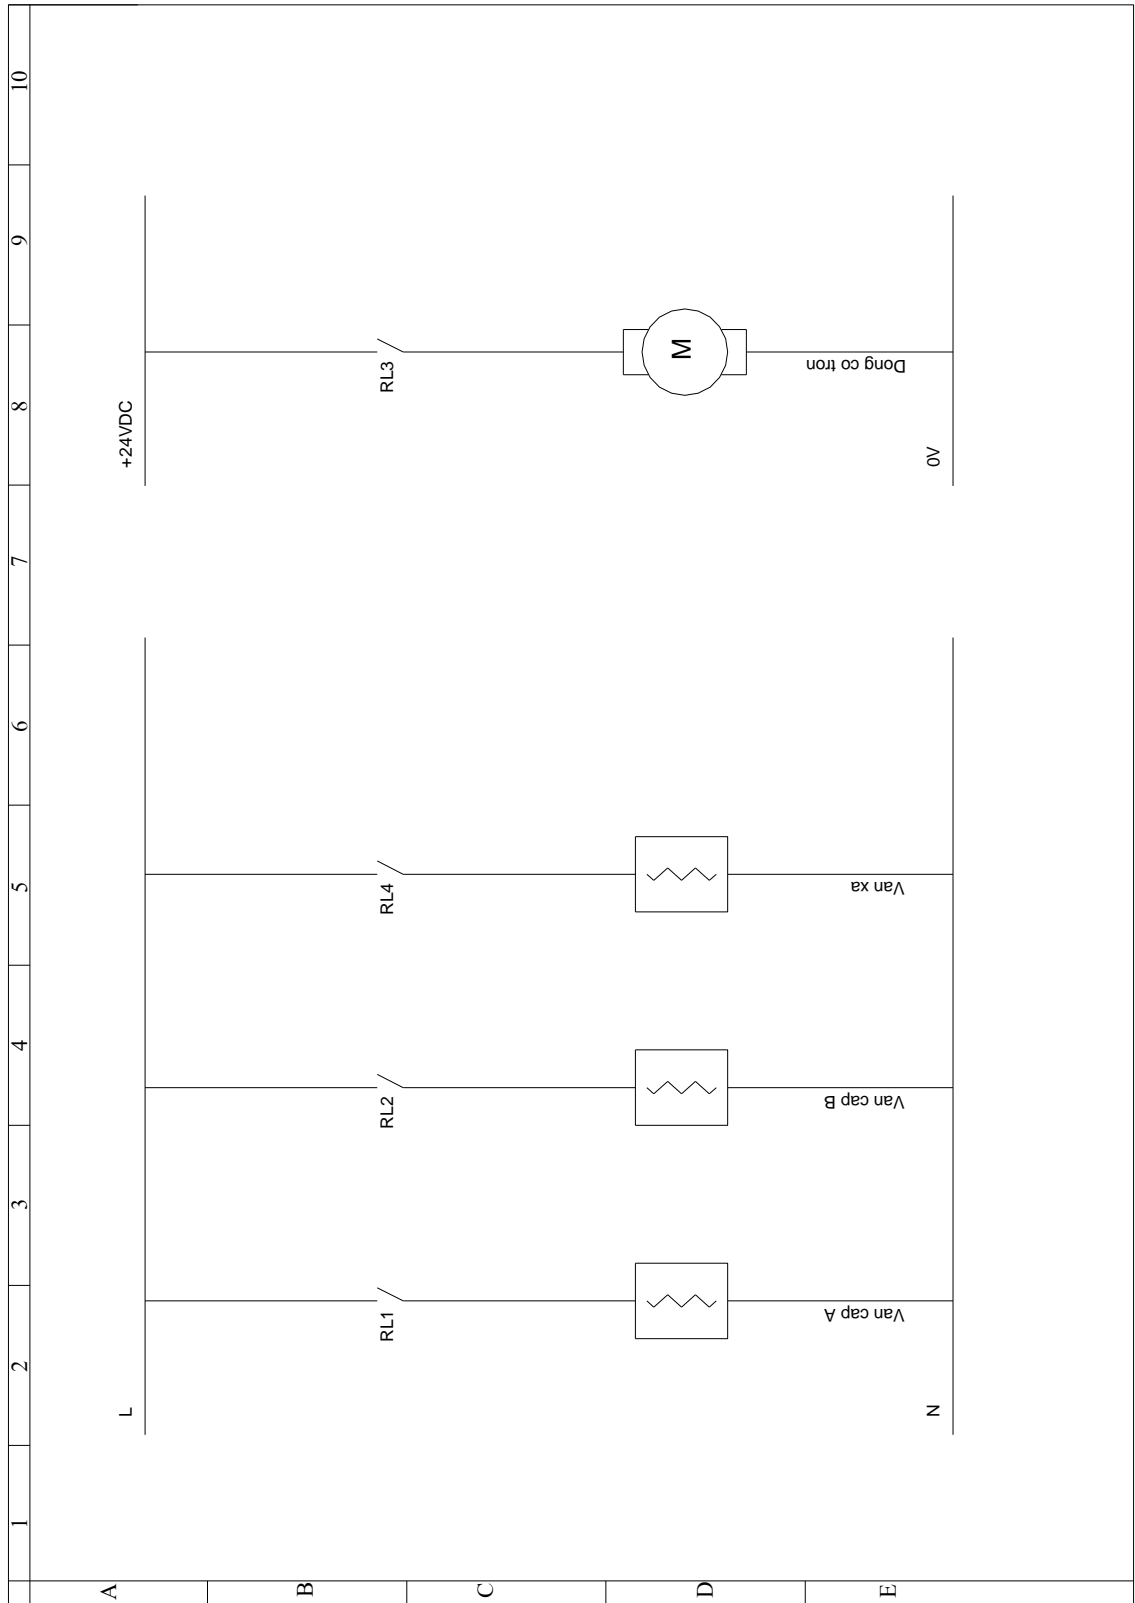 1
2
3
4
5
6
7
8
9
10
A
B
C
D
E
L
+24VDC
RL1
RL2
RL4
RL3
M
Van cap A
Van cap B
Van xa
Dong co tron
N
0V